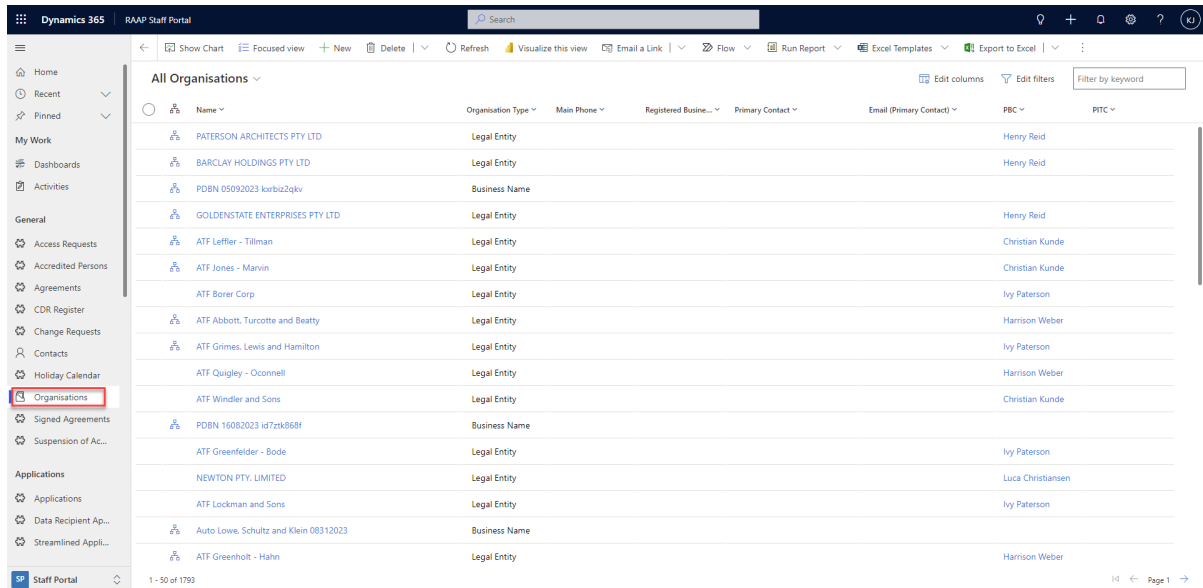 Dynamics 365 RAAP Staff Portal Search KJ
Show Chart Focused view New Delete Refresh Visualize this view Email a Link Flow Run Report Excel Templates Export to Excel
Home
Recent
Pinned
My Work
Dashboards
Activities
General
Access Requests
Accredited Persons
Agreements
CDR Register
Change Requests
Contacts
Holiday Calendar
Organisations
Signed Agreements
Suspension of Ac...
Applications
Applications
Data Recipient Ap...
Streamlined Appli...
SP Staff Portal
All Organisations Edit columns Edit filters Filter by keyword
Name Organisation Type Main Phone Registered Busine... Primary Contact Email (Primary Contact) PBC PITC
PATERSON ARCHITECTS PTY LTD Legal Entity Henry Reid
BARCLAY HOLDINGS PTY LTD Legal Entity Henry Reid
PDBN 05092023 kxrbiz2qkv Business Name
GOLDENSTATE ENTERPRISES PTY LTD Legal Entity Henry Reid
ATF Leffler - Tillman Legal Entity Christian Kunde
ATF Jones - Marvin Legal Entity Christian Kunde
ATF Borer Corp Legal Entity Ivy Paterson
ATF Abbott, Turcotte and Beatty Legal Entity Harrison Weber
ATF Grimes, Lewis and Hamilton Legal Entity Ivy Paterson
ATF Quigley - Oconnell Legal Entity Harrison Weber
ATF Windler and Sons Legal Entity Christian Kunde
PDBN 16082023 id7ztk868f Business Name
ATF Greenfelder - Bode Legal Entity Ivy Paterson
NEWTON PTY. LIMITED Legal Entity Luca Christiansen
ATF Lockman and Sons Legal Entity Ivy Paterson
Auto Lowe, Schultz and Klein 08312023 Business Name
ATF Greenholt - Hahn Legal Entity Harrison Weber
1 - 50 of 1793 Page 1